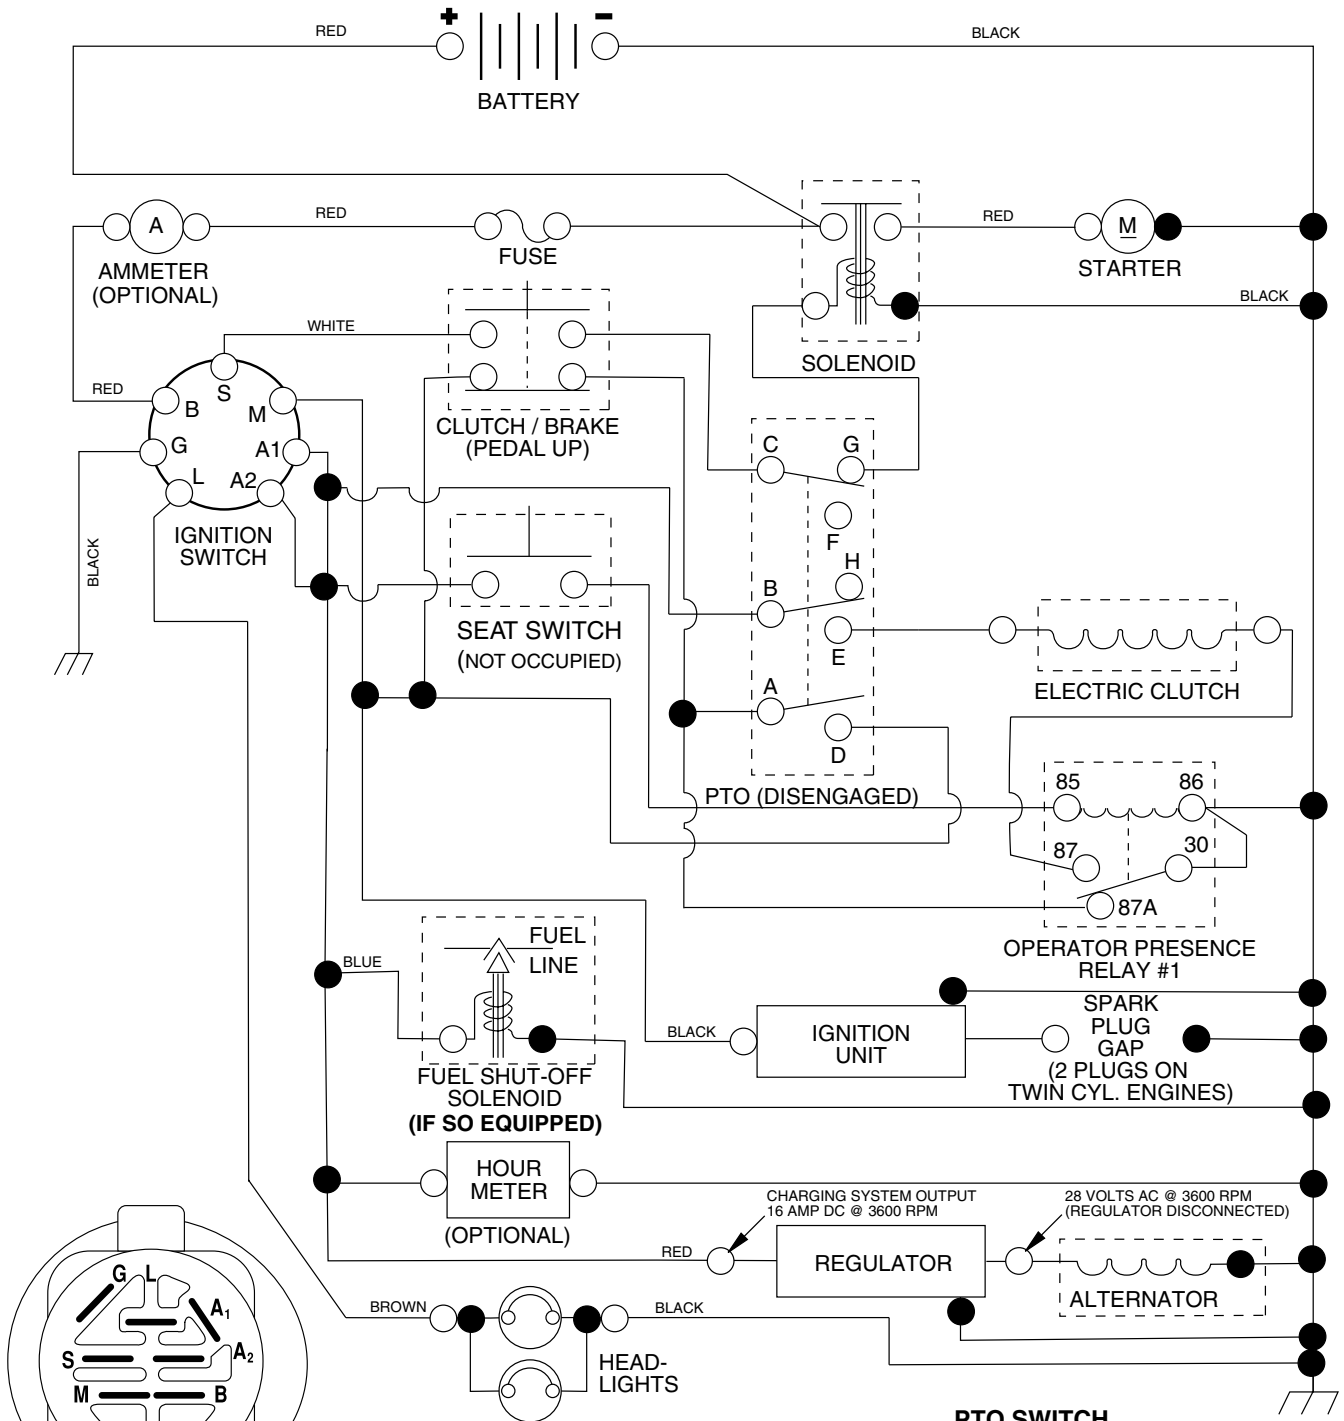 +
−
RED
BLACK
BATTERY
RED
RED
A
M
AMMETER
(OPTIONAL)
FUSE
STARTER
BLACK
WHITE
SOLENOID
RED
S
B
M
CLUTCH / BRAKE
(PEDAL UP)
G
A1
C
G
L
A2
IGNITION
SWITCH
BLACK
F
H
B
SEAT SWITCH
(NOT OCCUPIED)
E
ELECTRIC CLUTCH
A
D
PTO (DISENGAGED)
85
86
87
30
87A
OPERATOR PRESENCE
RELAY #1
FUEL
LINE
BLUE
FUEL SHUT-OFF
SOLENOID
(IF SO EQUIPPED)
BLACK
IGNITION
UNIT
SPARK
PLUG
GAP
(2 PLUGS ON
TWIN CYL. ENGINES)
HOUR
METER
(OPTIONAL)
CHARGING SYSTEM OUTPUT
16 AMP DC @ 3600 RPM
28 VOLTS AC @ 3600 RPM
(REGULATOR DISCONNECTED)
RED
REGULATOR
ALTERNATOR
BROWN
BLACK
HEAD-
LIGHTS
G
L
A1
S
A2
M
B
PTO SWITCH